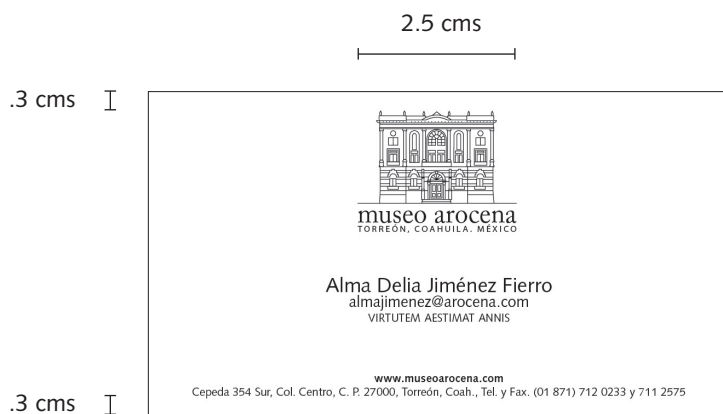 2.5 cms
.3 cms
museo arocena
TORREÓN, COAHUILA. MÉXICO
Alma Delia Jiménez Fierro
almajimenez@arocena.com
VIRTUTEM AESTIMAT ANNIS
www.museoarocena.com
Cepeda 354 Sur, Col. Centro, C. P. 27000, Torreón, Coah., Tel. y Fax. (01 871) 712 0233 y 711 2575
.3 cms